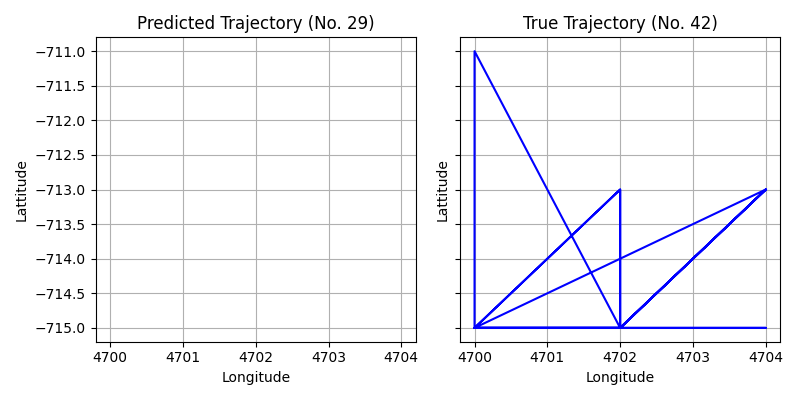 Predicted Trajectory (No. 29)
True Trajectory (No. 42)
−711.0
−711.5
−712.0
−712.5
−713.0
−713.5
−714.0
−714.5
−715.0
Lattitude
Lattitude
4700 4701 4702 4703 4704
4700 4701 4702 4703 4704
Longitude
Longitude